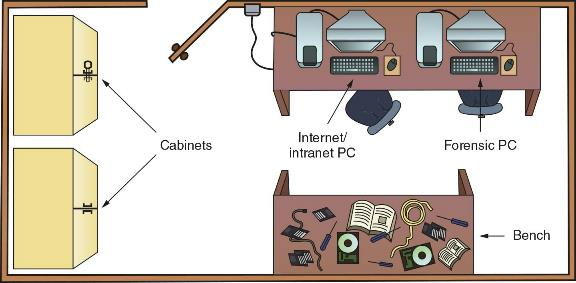 Cabinets
Internet/
intranet PC
Forensic PC
Bench